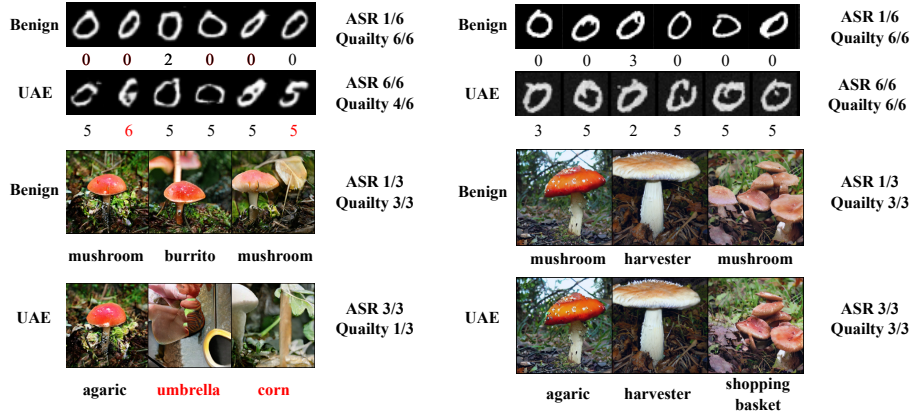 Benign
ASR 1/6
Quailty 6/6
0 0 2 0 0 0
UAE
ASR 6/6
Quailty 4/6
5 6 5 5 5 5
Benign
ASR 1/3
Quailty 3/3
mushroom burrito mushroom
UAE
ASR 3/3
Quailty 1/3
agaric umbrella corn
Benign
ASR 1/6
Quailty 6/6
0 0 3 0 0 0
UAE
ASR 6/6
Quailty 6/6
3 5 2 5 5 5
Benign
ASR 1/3
Quailty 3/3
mushroom harvester mushroom
UAE
ASR 3/3
Quailty 3/3
agaric harvester shopping
basket